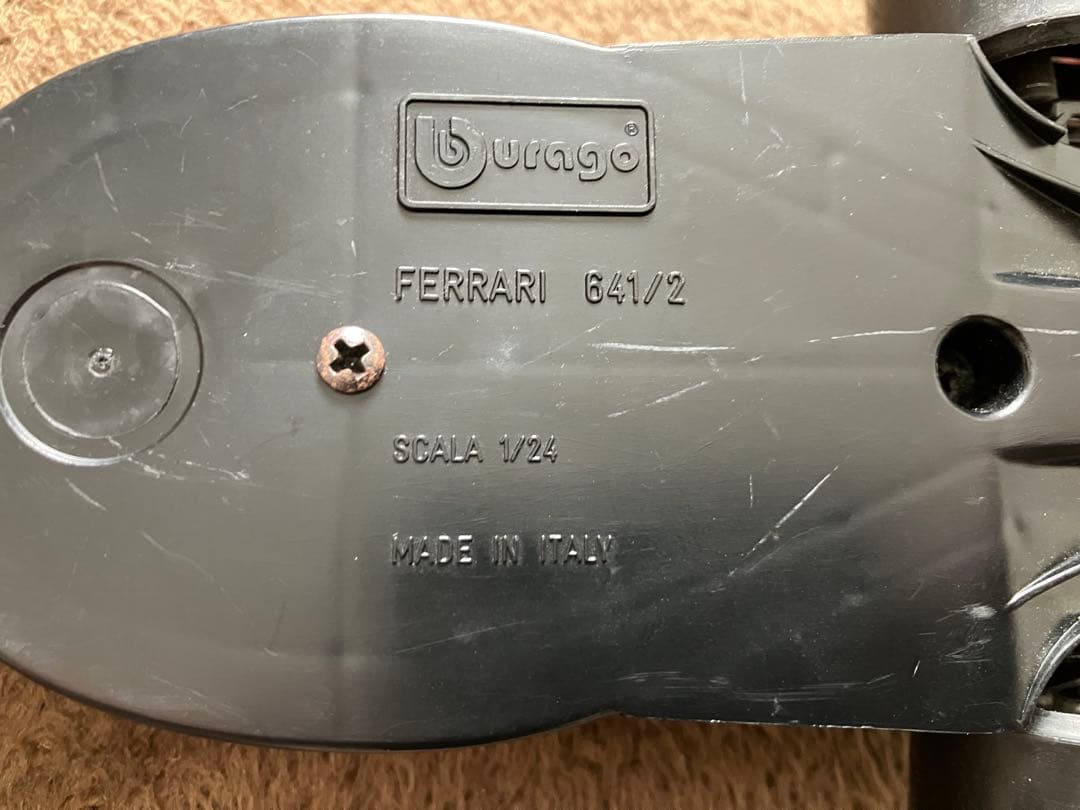 burago®
FERRARI 641/2
SCALA 1/24
MADE IN ITALY